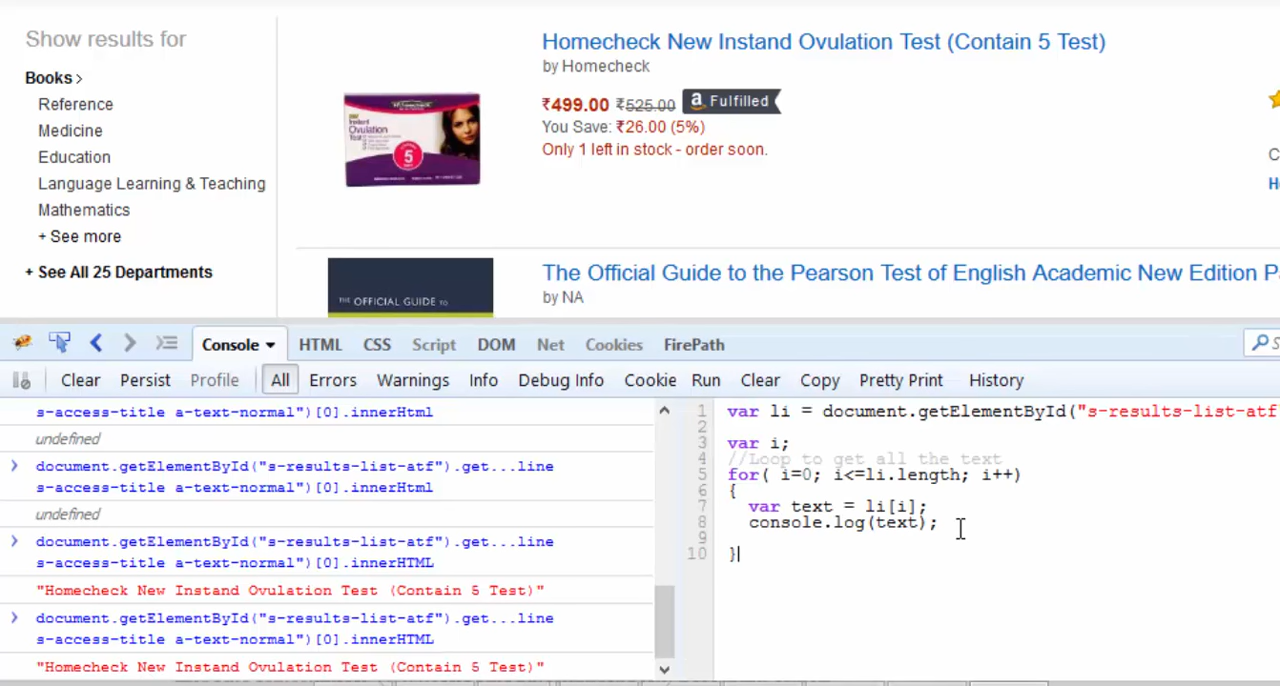 Show results for
Books >
Reference
Medicine
Education
Language Learning & Teaching
Mathematics
+ See more
+ See All 25 Departments
Homecheck New Instand Ovulation Test (Contain 5 Test)
by Homecheck
₹499.00 ₹525.00 a Fulfilled
You Save: ₹26.00 (5%)
Only 1 left in stock - order soon.
Ovulation
5
The Official Guide to the Pearson Test of English Academic New Edition
by NA
THE OFFICIAL GUIDE TO
Console HTML CSS Script DOM Net Cookies FirePath
Clear Persist Profile All Errors Warnings Info Debug Info Cookie Run Clear Copy Pretty Print History
s-access-title a-text-normal")[0].innerHtml
undefined
document.getElementById("s-results-list-atf").get...line
s-access-title a-text-normal")[0].innerHtml
undefined
document.getElementById("s-results-list-atf").get...line
s-access-title a-text-normal")[0].innerHTML
"Homecheck New Instand Ovulation Test (Contain 5 Test)"
document.getElementById("s-results-list-atf").get...line
s-access-title a-text-normal")[0].innerHTML
"Homecheck New Instand Ovulation Test (Contain 5 Test)"
1 var li = document.getElementById("s-results-list-atf
2
3 var i;
4 //Loop to get all the text
5 for( i=0; i<=li.length; i++)
6 {
7 var text = li[i];
8 console.log(text);
9
10 }